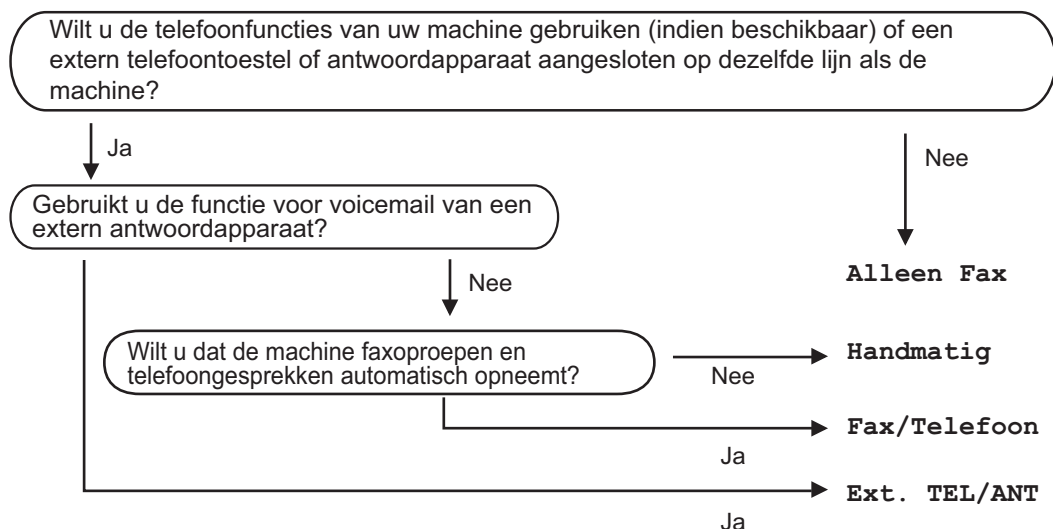 Wilt u de telefoonfuncties van uw machine gebruiken (indien beschikbaar) of een
extern telefoontoestel of antwoordapparaat aangesloten op dezelfde lijn als de
machine?
Ja
Nee
Gebruikt u de functie voor voicemail van een
extern antwoordapparaat?
Alleen Fax
Nee
Wilt u dat de machine faxoproepen en
telefoongesprekken automatisch opneemt?
Handmatig
Nee
Fax/Telefoon
Ja
Ext. TEL/ANT
Ja